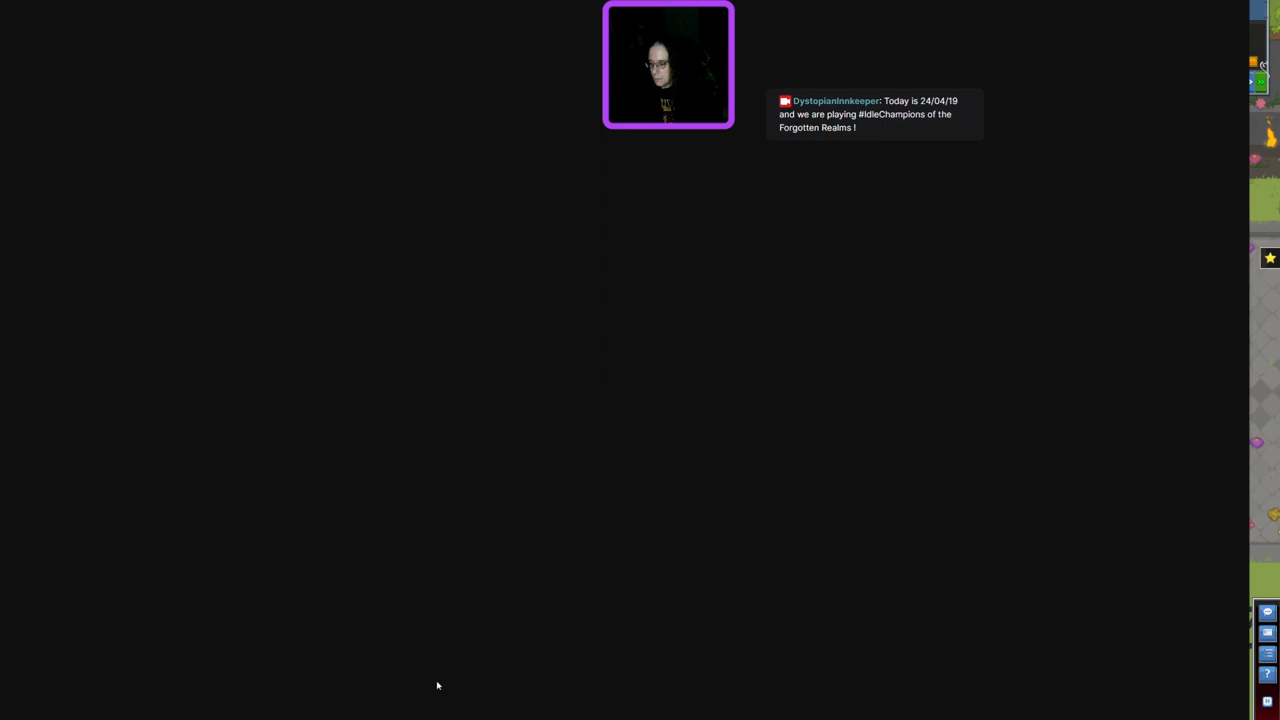 DystopianInnkeeper: Today is 24/04/19
and we are playing #IdleChampions of the
Forgotten Realms !
?